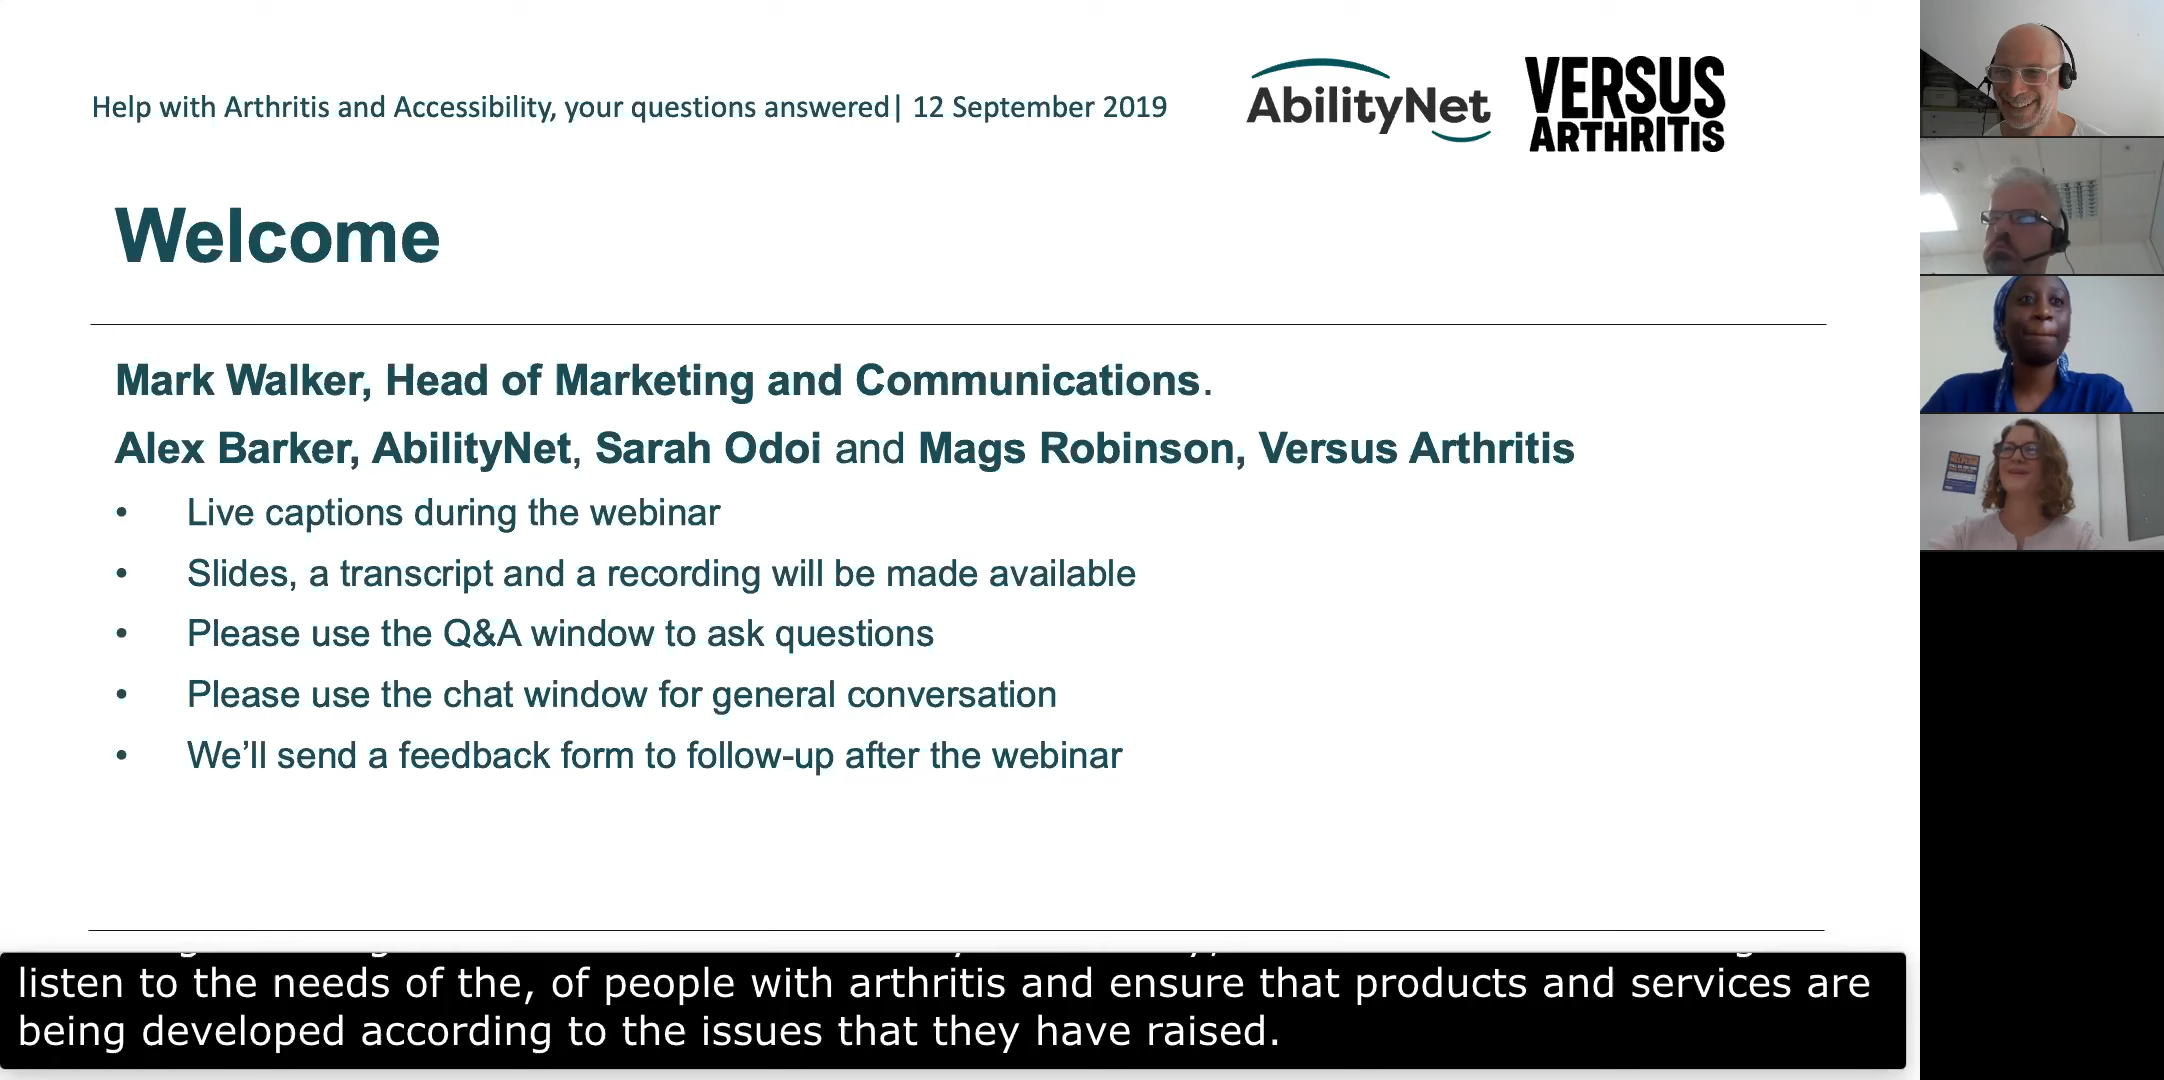 Help with Arthritis and Accessibility, your questions answered| 12 September 2019
AbilityNet
VERSUS
ARTHRITIS
Welcome
Mark Walker, Head of Marketing and Communications.
Alex Barker, AbilityNet, Sarah Odoi and Mags Robinson, Versus Arthritis
• Live captions during the webinar
• Slides, a transcript and a recording will be made available
• Please use the Q&A window to ask questions
• Please use the chat window for general conversation
• We’ll send a feedback form to follow-up after the webinar
listen to the needs of the, of people with arthritis and ensure that products and services are
being developed according to the issues that they have raised.